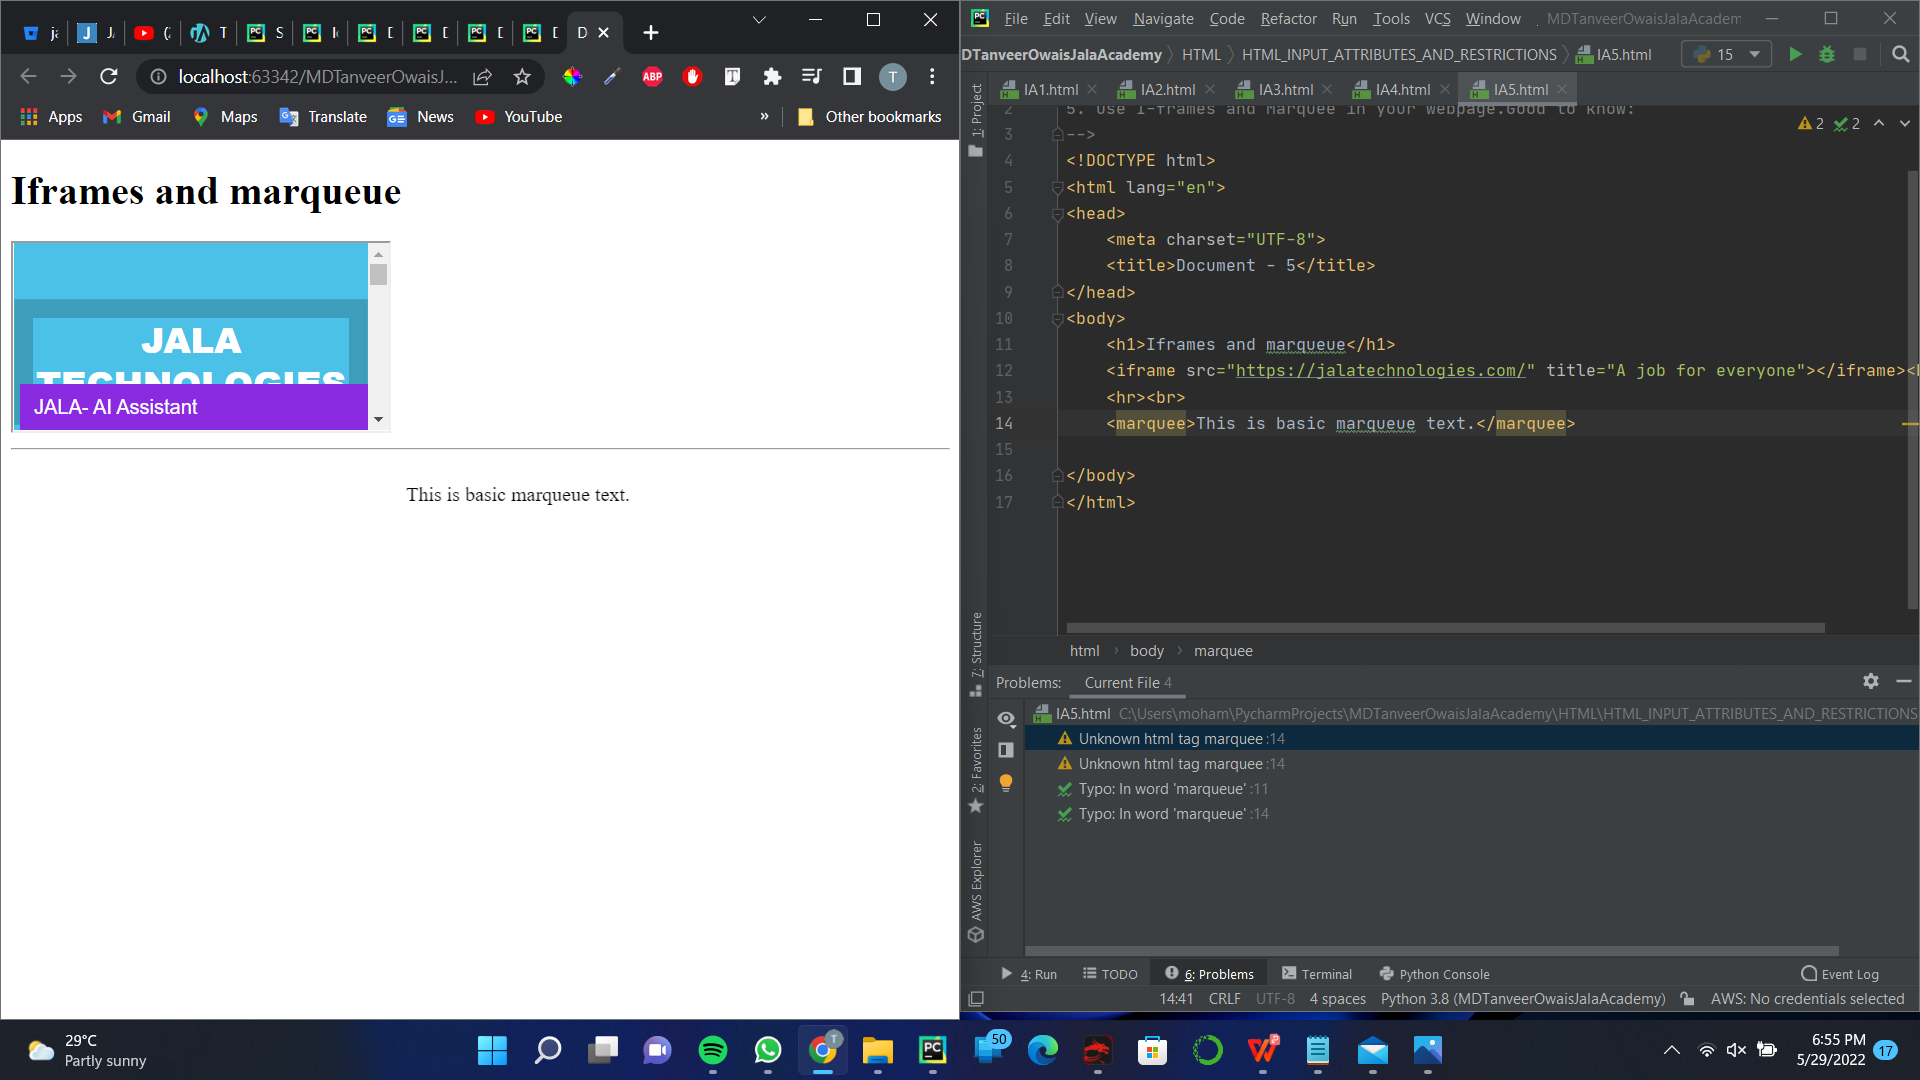 localhost:63342/MDTanveerOwaisJ...
T
Apps
Gmail
Maps
Translate
News
YouTube
»
Other bookmarks
Iframes and marqueue
JALA
TECHNOLOGIES
JALA- AI Assistant
This is basic marqueue text.
File Edit View Navigate Code Refactor Run Tools VCS Window MDTanveerOwaisJalaAcadem
DTanveerOwaisJalaAcademy HTML HTML_INPUT_ATTRIBUTES_AND_RESTRICTIONS IA5.html
15
IA1.html IA2.html IA3.html IA4.html IA5.html
1: Project
2 5. Use I-frames and Marquee in your webpage.Good to know:
2 2
3 -->
4 <!DOCTYPE html>
5 <html lang="en">
6 <head>
7 <meta charset="UTF-8">
8 <title>Document - 5</title>
9 </head>
10 <body>
11 <h1>Iframes and marqueue</h1>
12 <iframe src="https://jalatechnologies.com/" title="A job for everyone"></iframe><
13 <hr><br>
14 <marquee>This is basic marqueue text.</marquee>
15
16 </body>
17 </html>
7: Structure
html body marquee
Problems: Current File 4
IA5.html C:\Users\moham\PycharmProjects\MDTanveerOwaisJalaAcademy\HTML\HTML_INPUT_ATTRIBUTES_AND_RESTRICTIONS
Unknown html tag marquee :14
Unknown html tag marquee :14
Typo: In word 'marqueue' :11
Typo: In word 'marqueue' :14
2: Favorites
AWS Explorer
4: Run TODO 6: Problems Terminal Python Console Event Log
14:41 CRLF UTF-8 4 spaces Python 3.8 (MDTanveerOwaisJalaAcademy) AWS: No credentials selected
29°C
Partly sunny
50
6:55 PM
5/29/2022
17